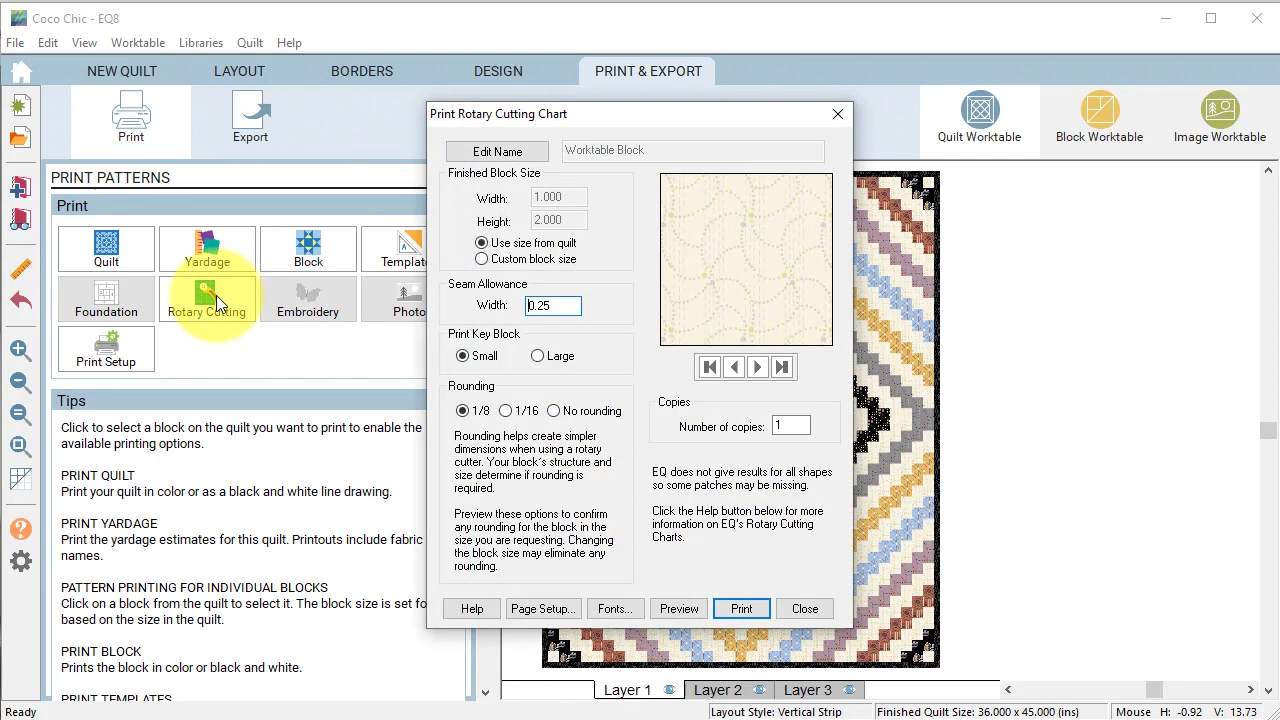 Coco Chic - EQ8
File Edit View Worktable Libraries Quilt Help
NEW QUILT LAYOUT BORDERS DESIGN PRINT & EXPORT
Print
Export
Quilt Worktable
Block Worktable
Image Worktable
PRINT PATTERNS
Print
Quilt
Yardage
Block
Templat
Foundation
Rotary Cutting
Embroidery
Photo
Print Setup
Tips
Click to select a block on the quilt you want to print to enable the
available printing options.
PRINT QUILT
Print your quilt in color or as a black and white line drawing.
PRINT YARDAGE
Print the yardage estimates for this quilt. Printouts include fabric
names.
PATTERN PRINTING FOR INDIVIDUAL BLOCKS
Click on a block from the quilt to select it. The block size is set fo
based on the size in the quilt.
PRINT BLOCK
Prints the block in color or black and white.
PRINT TEMPLATES
Print Rotary Cutting Chart
Edit Name
Worktable Block
Finished Block Size
Width: 1.000
Height: 2.000
Use size from quilt
Custom block size
Seam Allowance
Width: 0.25
Print Key Block
Small Large
Rounding
1/8 1/16 No rounding
Rounding helps create simpler
dimensions when using a rotary
cutter. Your block's structure and
size determine if rounding is
required.
Preview these options to confirm
any rounding for the block in the
size you are requesting. Changing
the block size may eliminate any
rounding.
Copies
Number of copies: 1
EQ does not give results for all shapes
so some patches may be missing.
Click the Help button below for more
information on EQ's Rotary Cutting
Charts.
Help Page Setup... Fonts... Preview Print Close
Layer 1 Layer 2 Layer 3
Ready
Layout Style: Vertical Strip
Finished Quilt Size: 36.000 x 45.000 (ins)
Mouse H: -0.92 V: 13.73